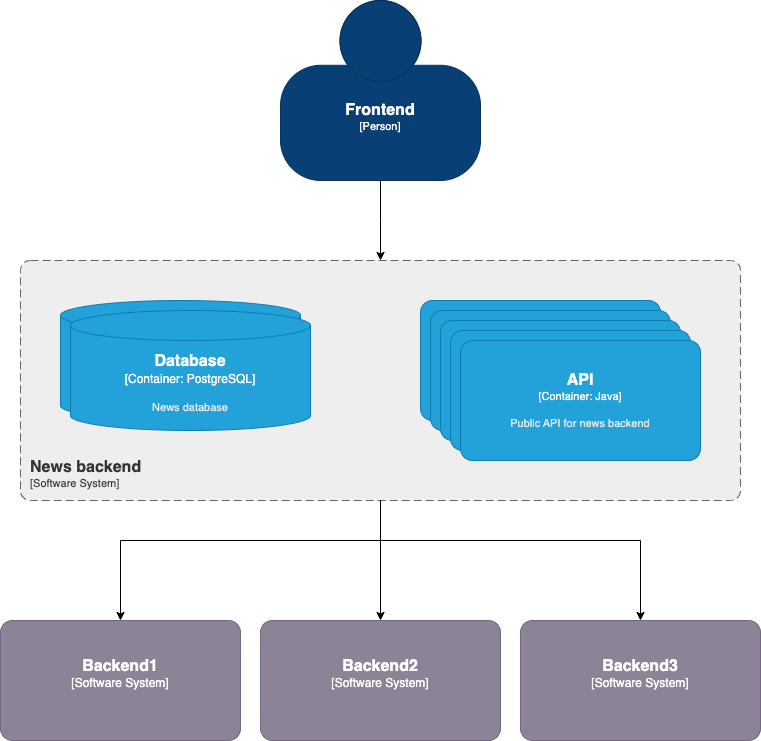 Frontend
[Person]
Database
[Container: PostgreSQL]
News database
API
[Container: Java]
Public API for news backend
News backend
[Software System]
Backend1
[Software System]
Backend2
[Software System]
Backend3
[Software System]